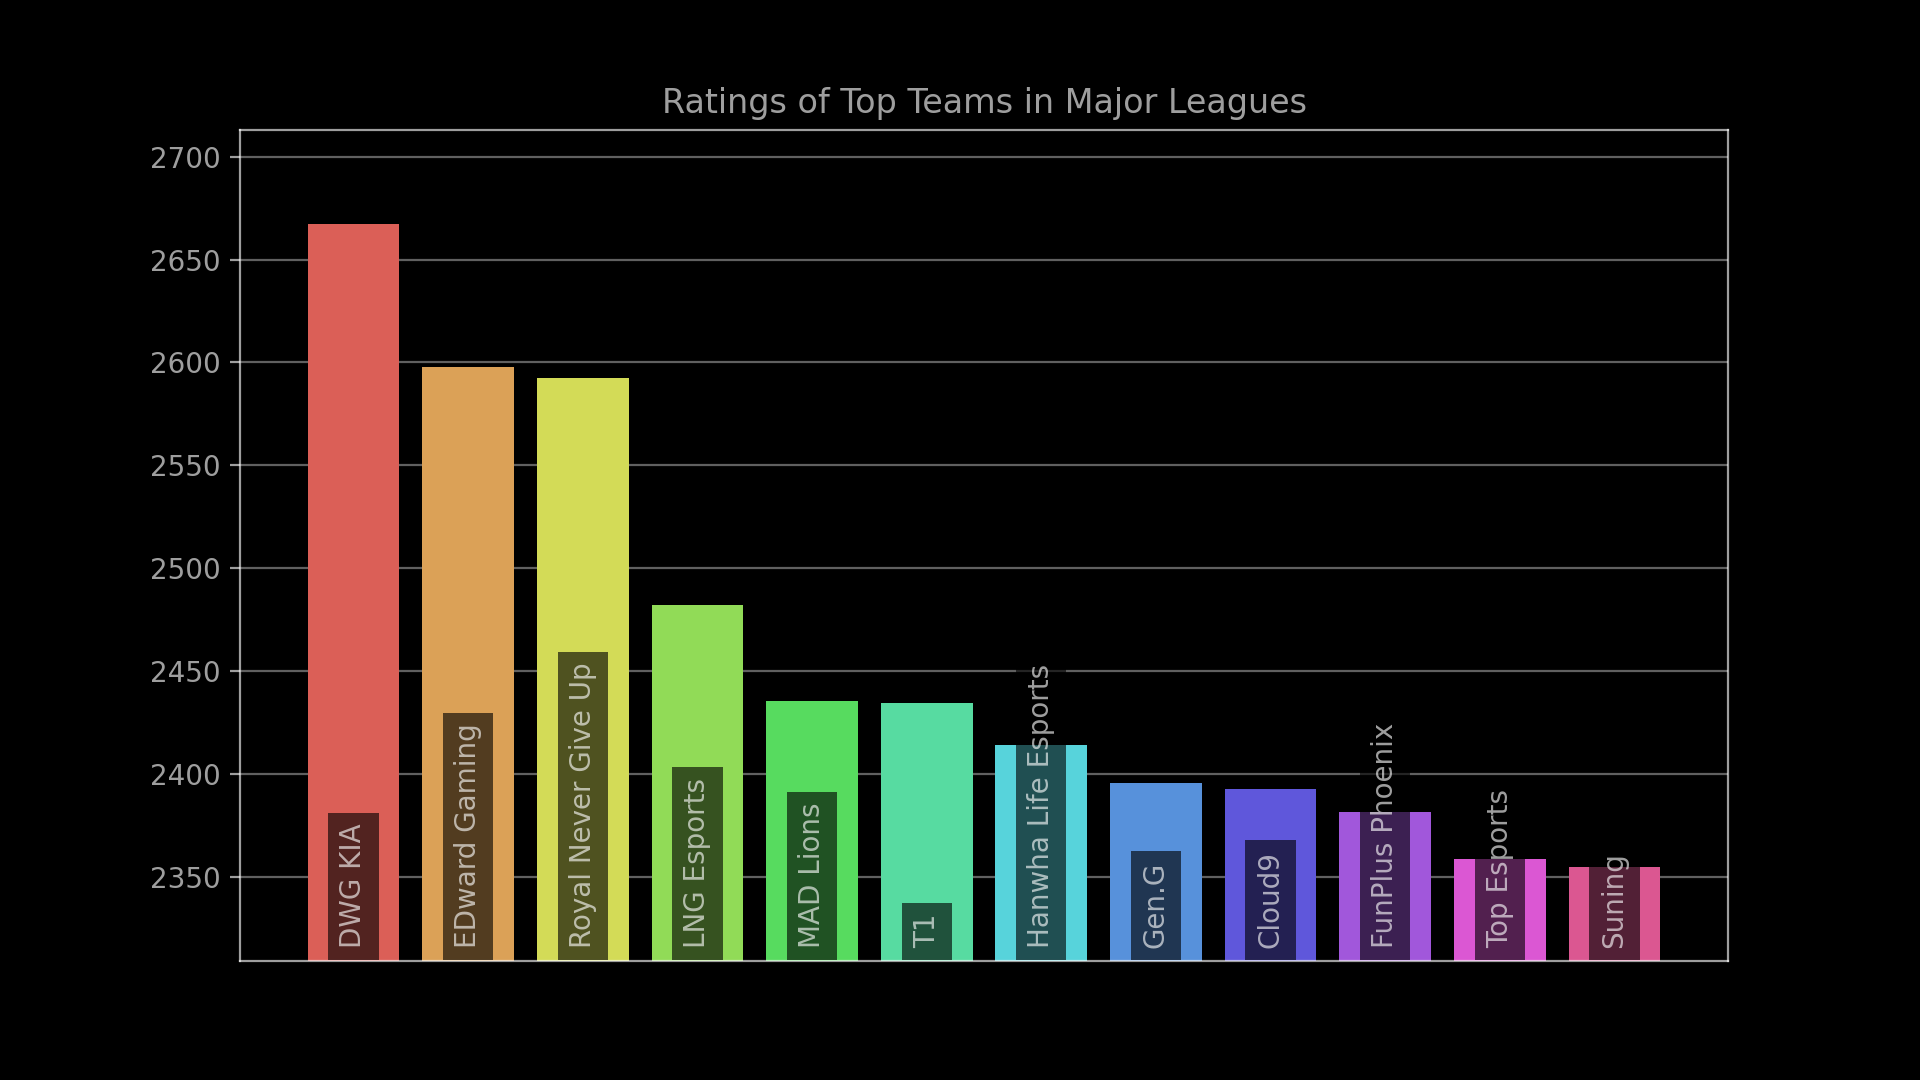 Ratings of Top Teams in Major Leagues
2700
2650
2600
2550
2500
2450
2400
2350
DWG KIA
EDward Gaming
Royal Never Give Up
LNG Esports
MAD Lions
T1
Hanwha Life Esports
Gen.G
Cloud9
FunPlus Phoenix
Top Esports
Suning